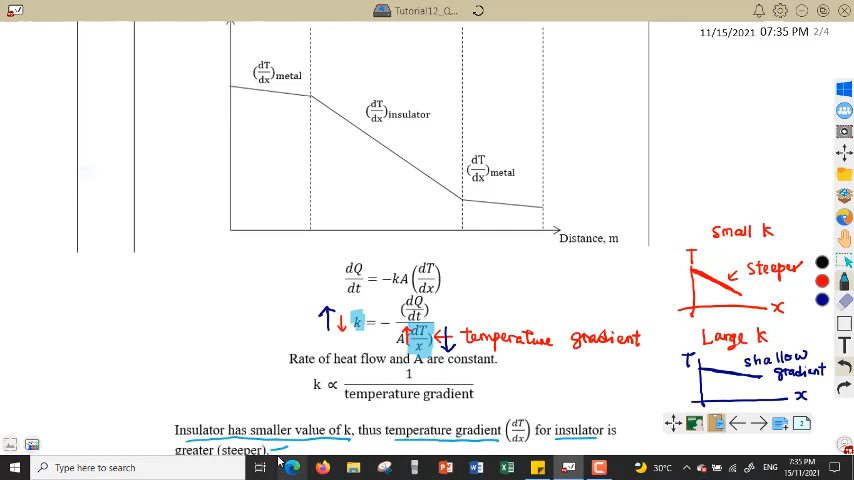 Tutorial12_Q...
11/15/2021 07:35 PM 2/4
(dT/dx)metal
(dT/dx)insulator
(dT/dx)metal
Distance, m
small k
T
steeper
x
dQ/dt = −kA(dT/dx)
k = − (dQ/dt) / A(dT/x)
temperature gradient
Large k
T
shallow
gradient
x
Rate of heat flow and A are constant.
k ∝ 1 / temperature gradient
Insulator has smaller value of k, thus temperature gradient (dT/dx) for insulator is
greater (steeper),
2
Type here to search
30°C
ENG
7:35 PM
15/11/2021